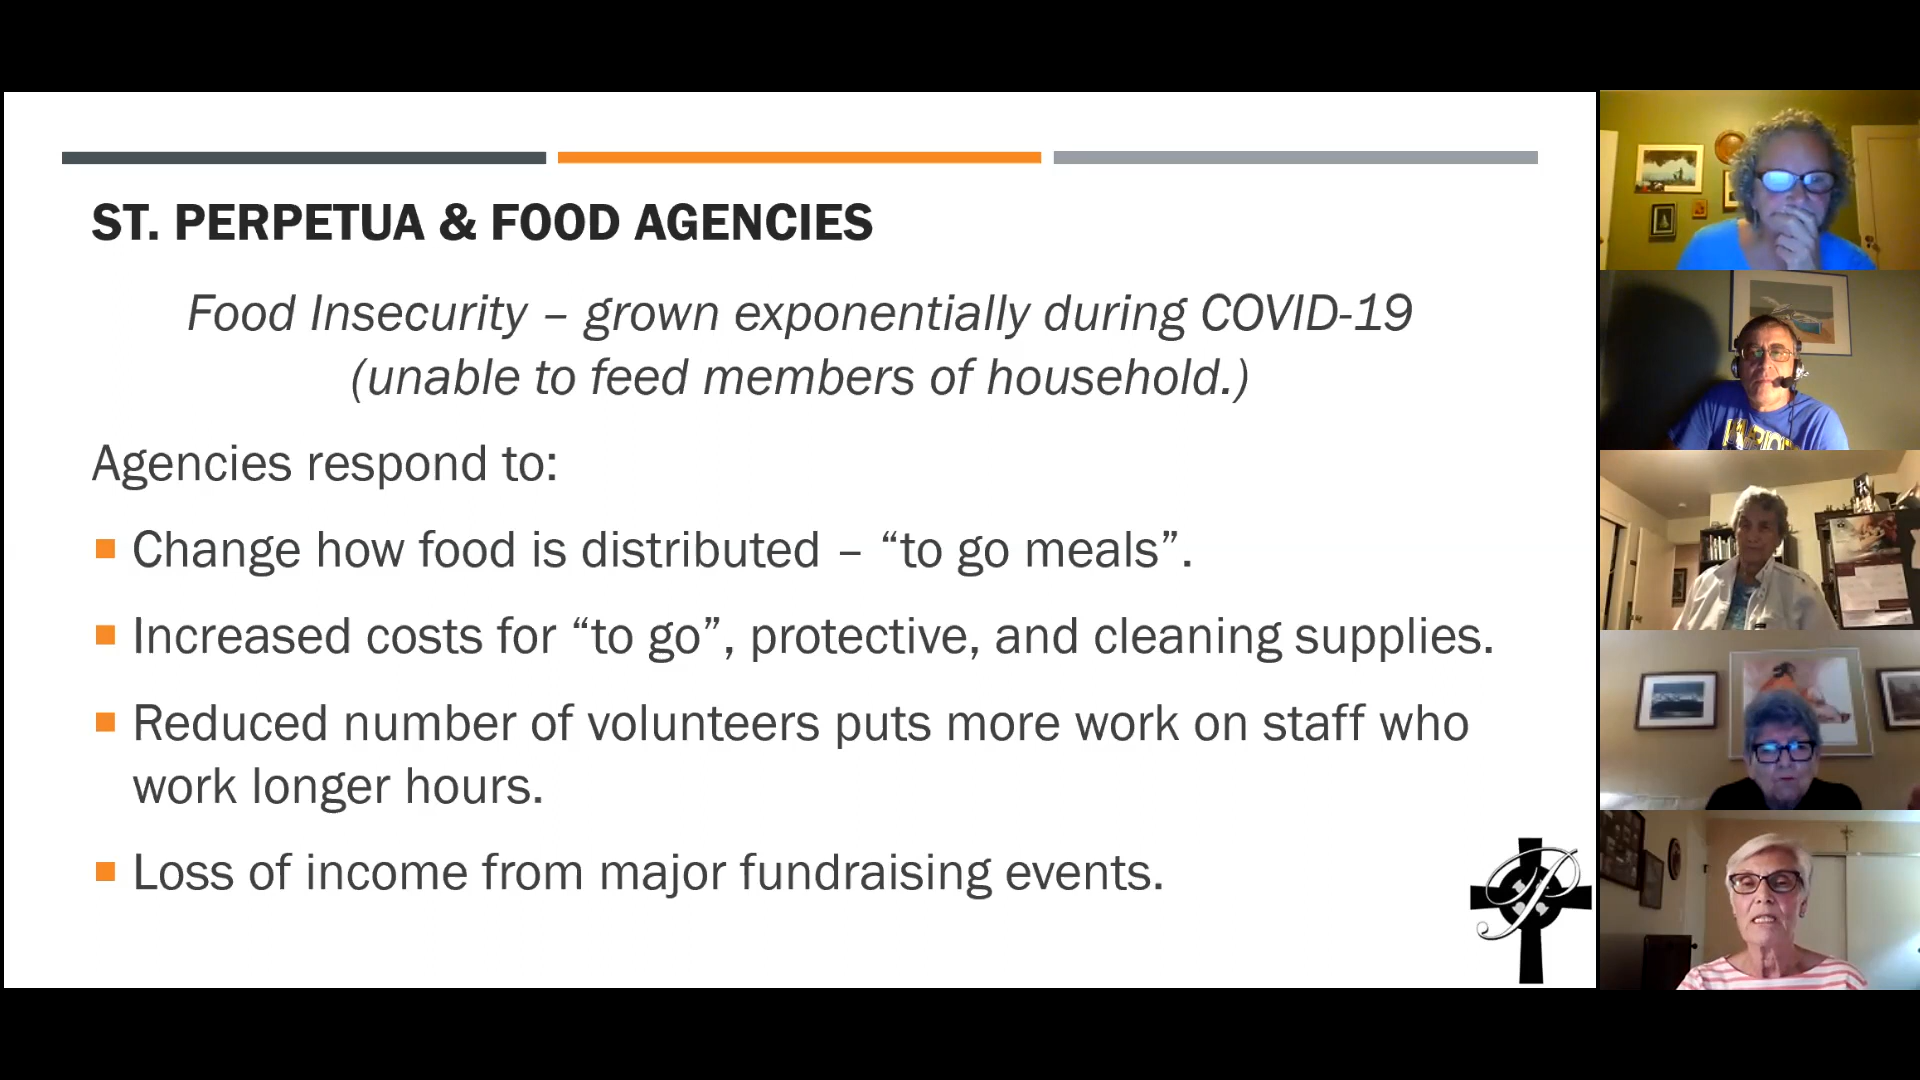 ST. PERPETUA & FOOD AGENCIES
Food Insecurity – grown exponentially during COVID-19
(unable to feed members of household.)
Agencies respond to:
Change how food is distributed – “to go meals”.
Increased costs for “to go”, protective, and cleaning supplies.
Reduced number of volunteers puts more work on staff who
work longer hours.
Loss of income from major fundraising events.
P